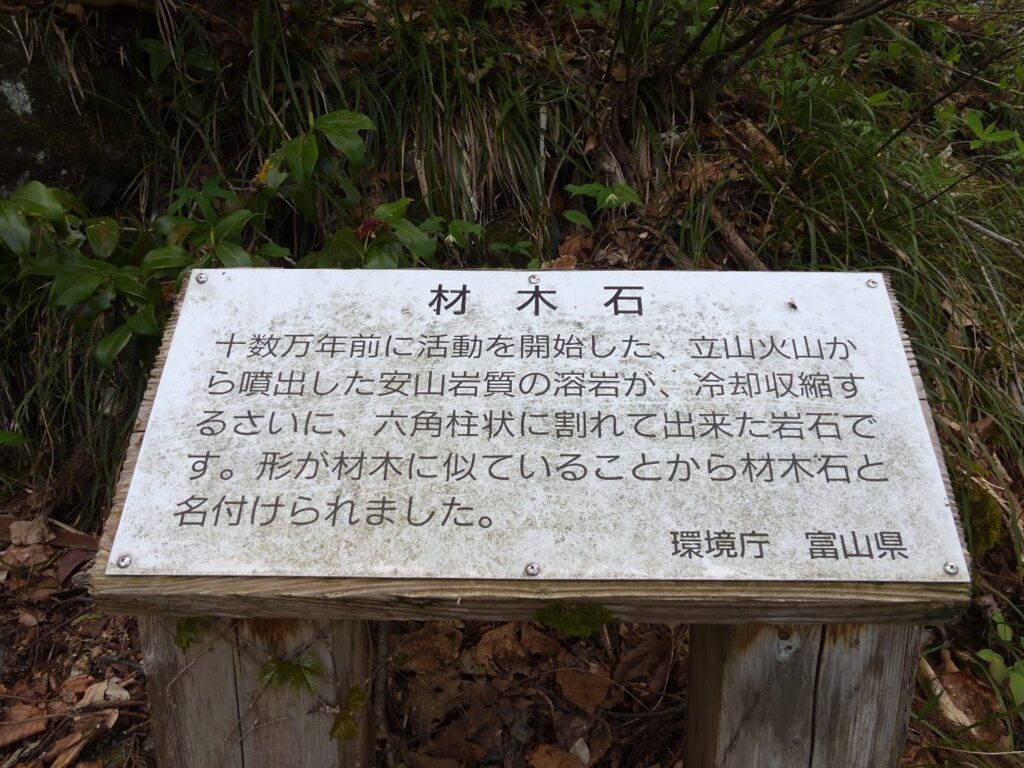 材木石
十数万年前に活動を開始した、立山火山か
ら噴出した安山岩質の溶岩が、冷却収縮す
るさいに、六角柱状に割れて出来た岩石で
す。形が材木に似ていることから材木石と
名付けられました。
環境庁　富山県